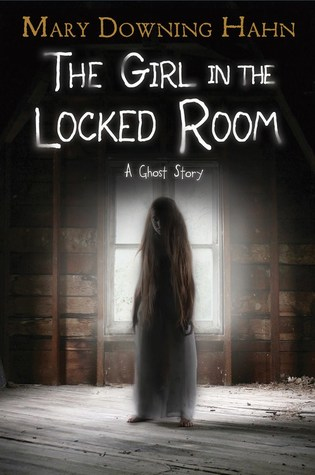 MARY DOWNING HAHN
THE GIRL IN THE
LOCKED ROOM
A Ghost Story